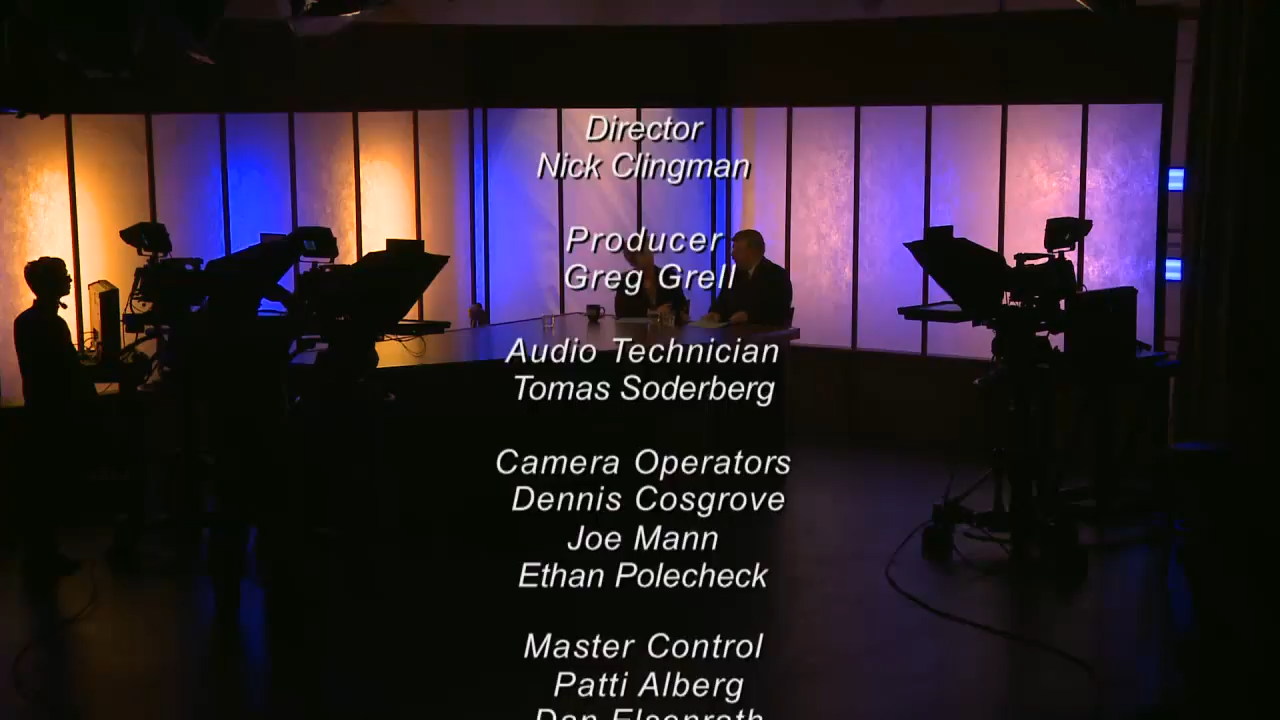 Director
Nick Clingman
Producer
Greg Grell
Audio Technician
Tomas Soderberg
Camera Operators
Dennis Cosgrove
Joe Mann
Ethan Polecheck
Master Control
Patti Alberg